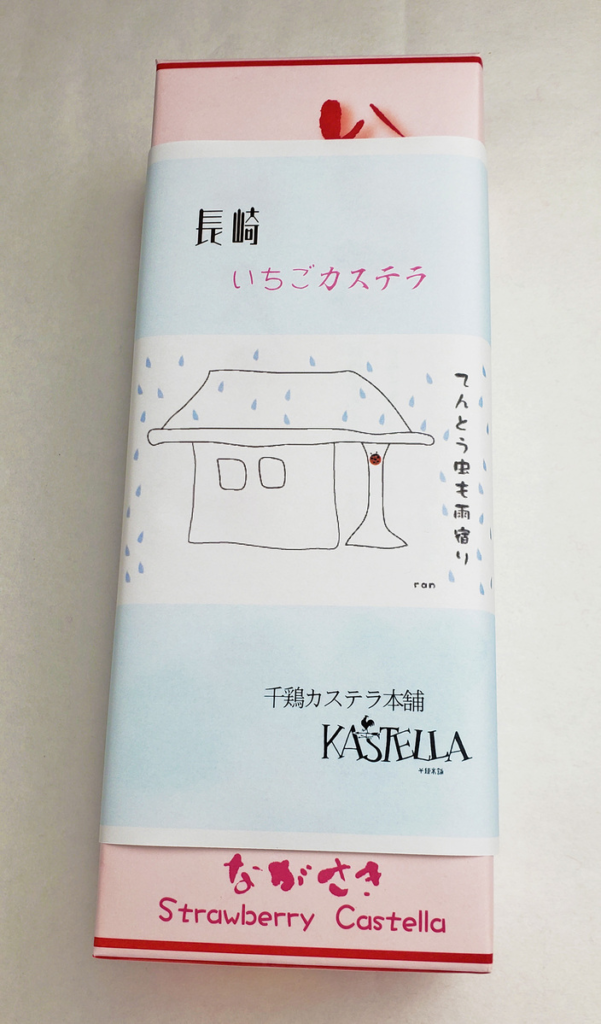 長崎
いちごカステラ
てんとう虫も雨宿り
ran
千鶏カステラ本舗
KASTELLA
ながさき
Strawberry Castella